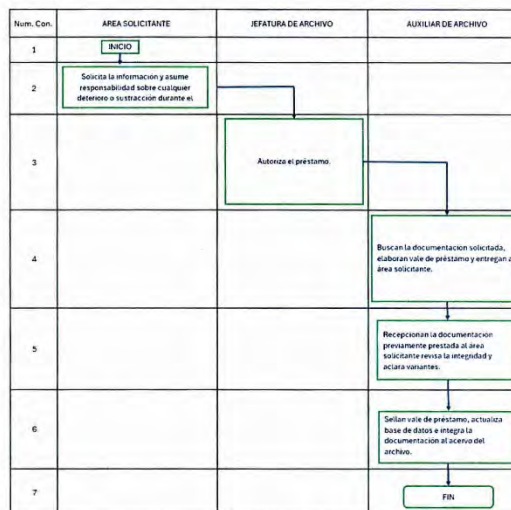 Num. Con.
AREA SOLICITANTE
JEFATURA DE ARCHIVO
AUXILIAR DE ARCHIVO
1
INICIO
2
Solicita la información y asume
responsabilidad sobre cualquier
deterioro o sustracción durante el
3
Autoriza el préstamo.
4
Buscan la documentación solicitada,
elaboran vale de préstamo y entregan a
área solicitante.
5
Recepcionan la documentación
previamente prestada al área
solicitante revisa la integridad y
aclara variantes.
6
Sellan vale de préstamo, actualiza
base de datos e integra la
documentación al acervo del
archivo.
7
FIN